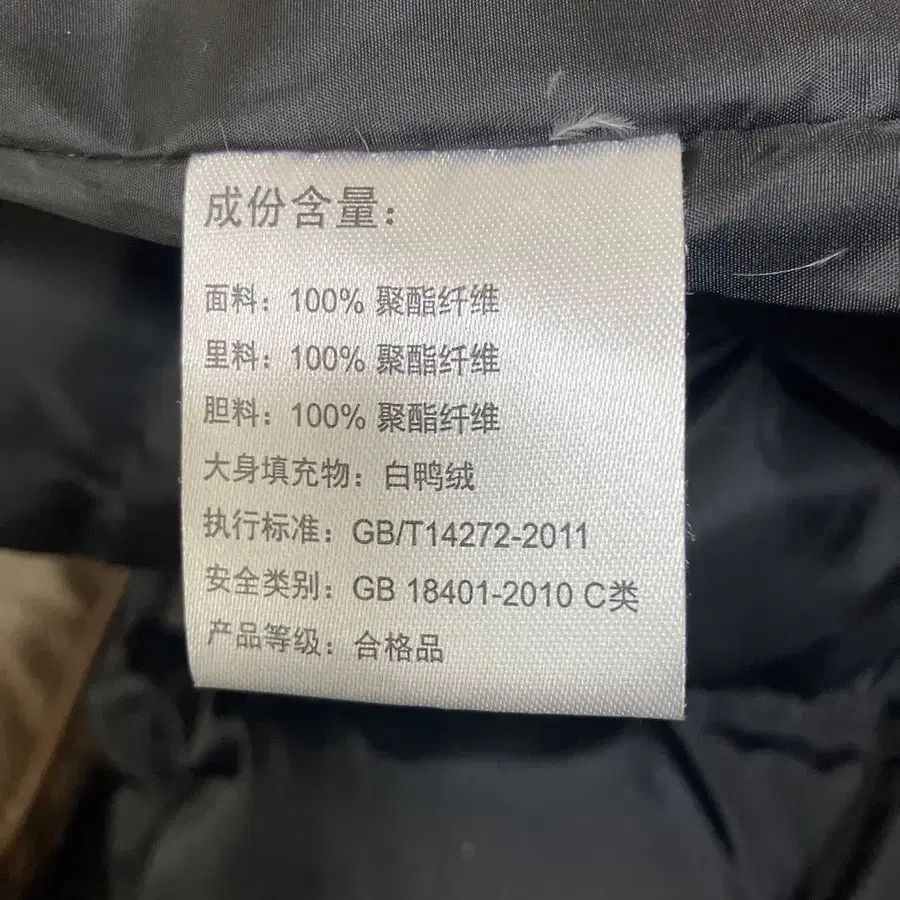 成份含量：
面料：100% 聚酯纤维
里料：100% 聚酯纤维
胆料：100% 聚酯纤维
大身填充物：白鸭绒
执行标准：GB/T14272-2011
安全类别：GB 18401-2010 C类
产品等级：合格品